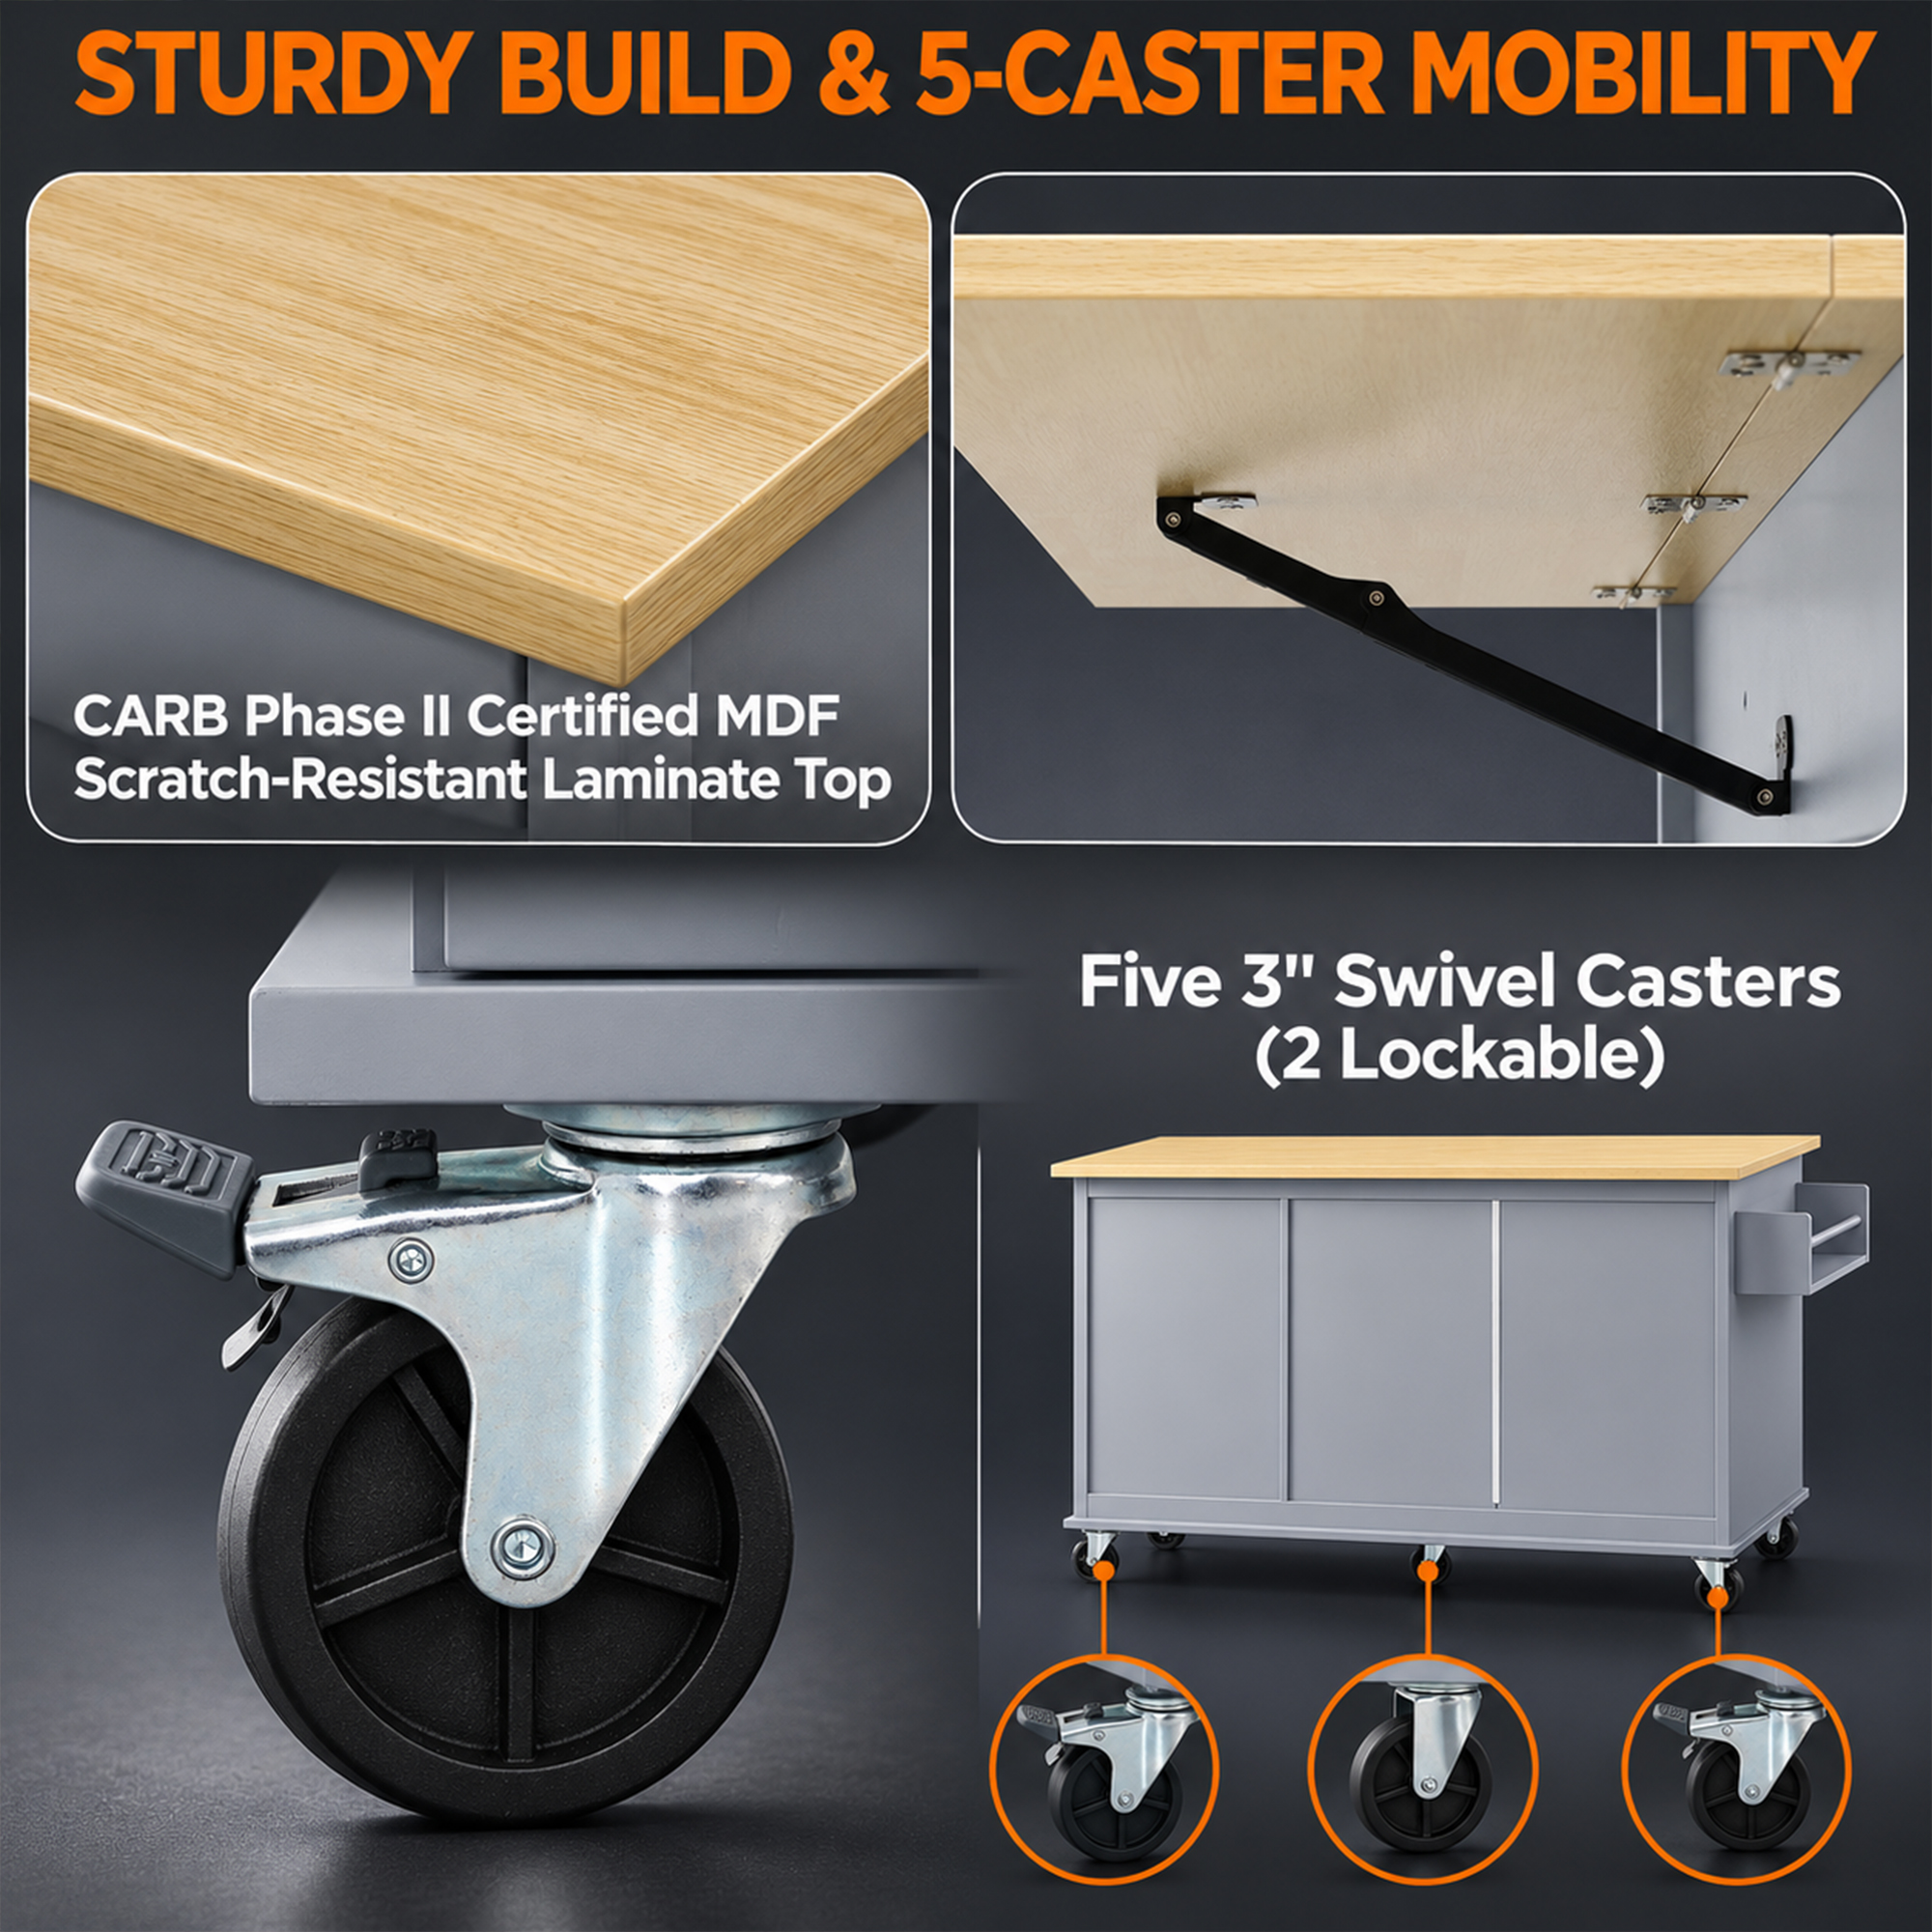 STURDY BUILD & 5-CASTER MOBILITY
CARB Phase II Certified MDF
Scratch-Resistant Laminate Top
Five 3" Swivel Casters
(2 Lockable)